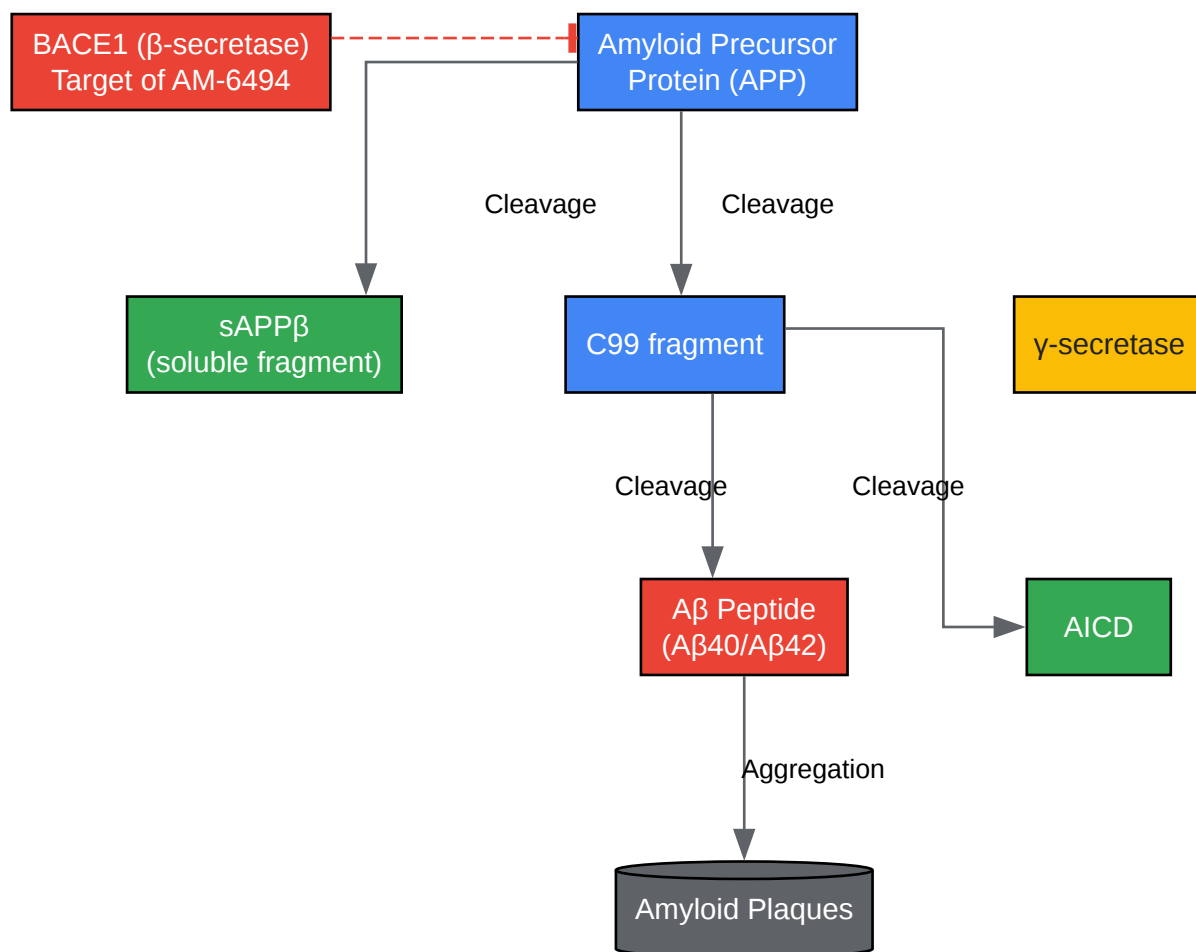 BACE1 (β-secretase)
Target of AM-6494
Amyloid Precursor
Protein (APP)
Cleavage
Cleavage
sAPPβ
(soluble fragment)
C99 fragment
γ-secretase
Cleavage
Cleavage
Aβ Peptide
(Aβ40/Aβ42)
AICD
Aggregation
Amyloid Plaques